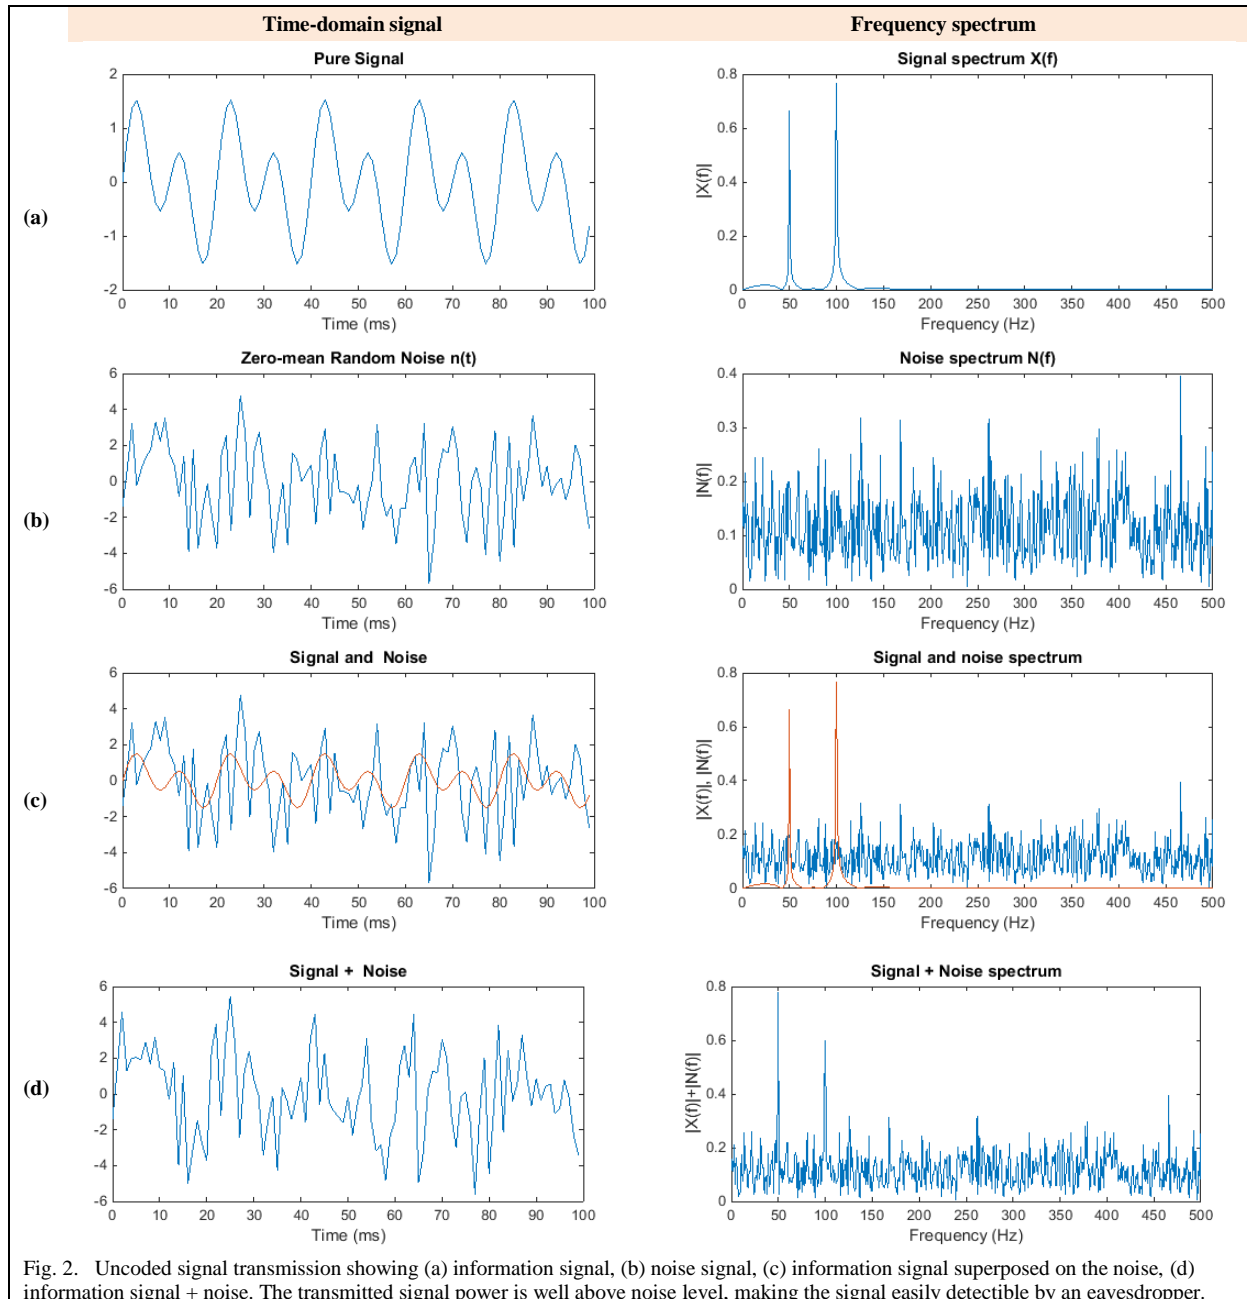 Time-domain signal Frequency spectrum
(a)
Pure Signal
2
1
0
-1
-2
0 10 20 30 40 50 60 70 80 90 100
Time (ms)
Signal spectrum X(f)
|X(f)|
0.8
0.6
0.4
0.2
0
0 50 100 150 200 250 300 350 400 450 500
Frequency (Hz)
(b)
Zero-mean Random Noise n(t)
6
4
2
0
-2
-4
-6
0 10 20 30 40 50 60 70 80 90 100
Time (ms)
Noise spectrum N(f)
|N(f)|
0.4
0.3
0.2
0.1
0
0 50 100 150 200 250 300 350 400 450 500
Frequency (Hz)
(c)
Signal and Noise
6
4
2
0
-2
-4
-6
0 10 20 30 40 50 60 70 80 90 100
Time (ms)
Signal and noise spectrum
|X(f)|, |N(f)|
0.8
0.6
0.4
0.2
0
0 50 100 150 200 250 300 350 400 450 500
Frequency (Hz)
(d)
Signal + Noise
6
4
2
0
-2
-4
-6
0 10 20 30 40 50 60 70 80 90 100
Time (ms)
Signal + Noise spectrum
|X(f)|+|N(f)|
0.8
0.6
0.4
0.2
0
0 50 100 150 200 250 300 350 400 450 500
Frequency (Hz)
Fig. 2. Uncoded signal transmission showing (a) information signal, (b) noise signal, (c) information signal superposed on the noise, (d)
information signal + noise. The transmitted signal power is well above noise level, making the signal easily detectible by an eavesdropper.